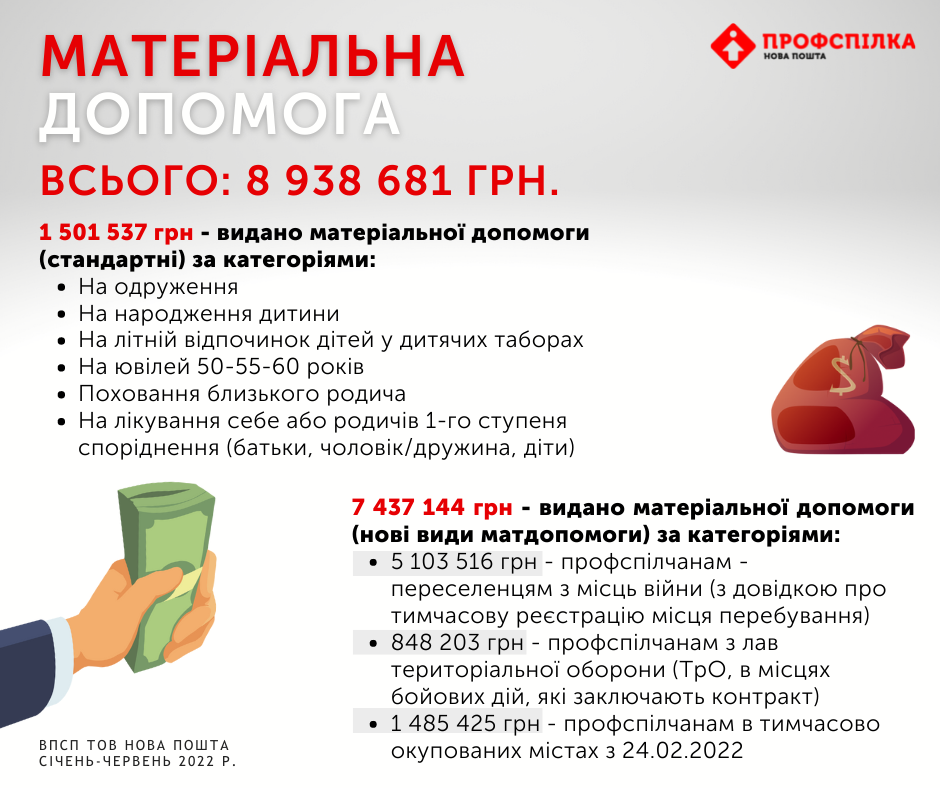 МАТЕРІАЛЬНА
ДОПОМОГА
ПРОФСПІЛКА
НОВА ПОШТА
ВСЬОГО: 8 938 681 ГРН.
1 501 537 грн - видано матеріальної допомоги
(стандартні) за категоріями:
• На одруження
• На народження дитини
• На літній відпочинок дітей у дитячих таборах
• На ювілей 50-55-60 років
• Поховання близького родича
• На лікування себе або родичів 1-го ступеня
споріднення (батьки, чоловік/дружина, діти)
$
7 437 144 грн - видано матеріальної допомоги
(нові види матдопомоги) за категоріями:
• 5 103 516 грн - профспілчанам -
переселенцям з місць війни (з довідкою про
тимчасову реєстрацію місця перебування)
• 848 203 грн - профспілчанам з лав
територіальної оборони (ТрО, в місцях
бойових дій, які заключають контракт)
• 1 485 425 грн - профспілчанам в тимчасово
окупованих містах з 24.02.2022
ВПСП ТОВ НОВА ПОШТА
СІЧЕНЬ-ЧЕРВЕНЬ 2022 Р.